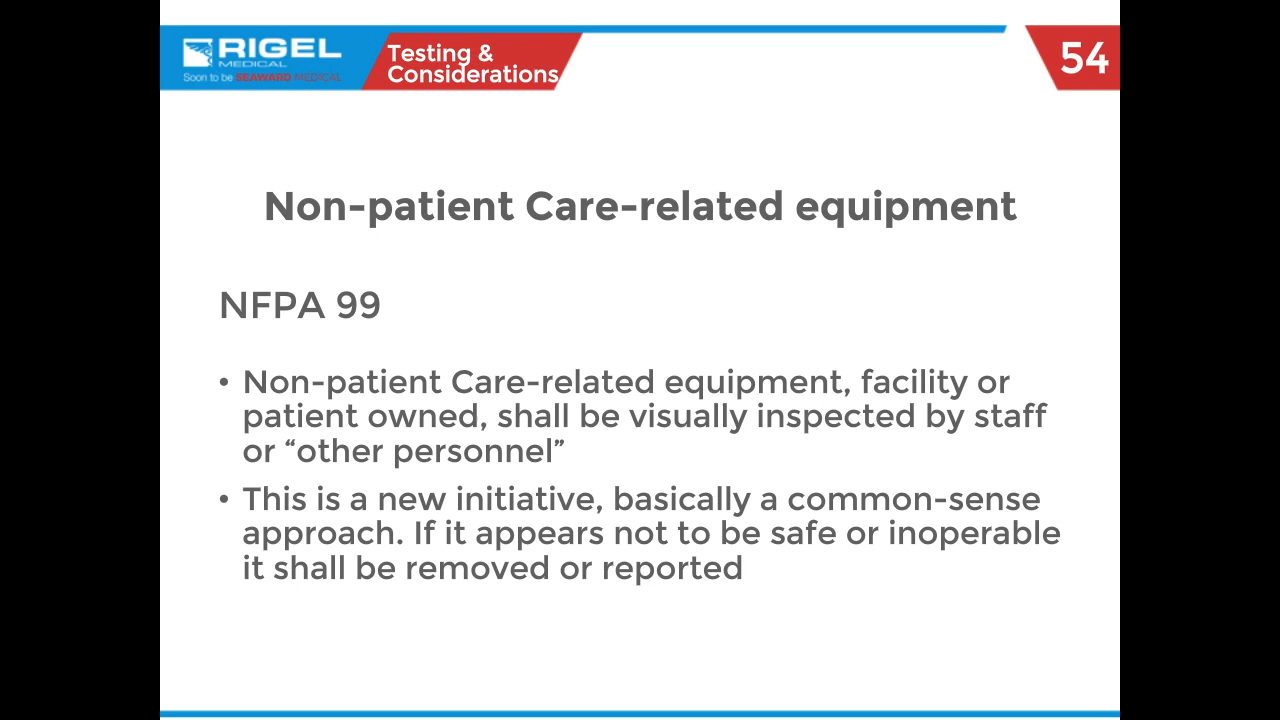 RIGEL
MEDICAL
Soon to be SEAWARD MEDICAL
Testing &
Considerations
54
Non-patient Care-related equipment
NFPA 99
• Non-patient Care-related equipment, facility or
patient owned, shall be visually inspected by staff
or “other personnel”
• This is a new initiative, basically a common-sense
approach. If it appears not to be safe or inoperable
it shall be removed or reported